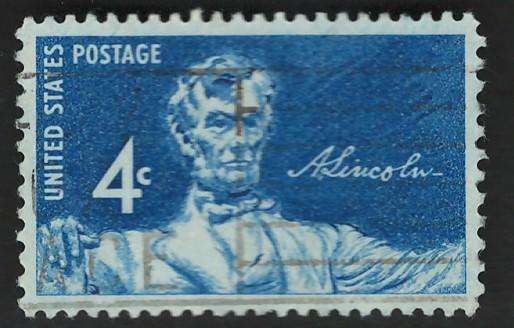 UNITED STATES POSTAGE
4c
A. Lincoln